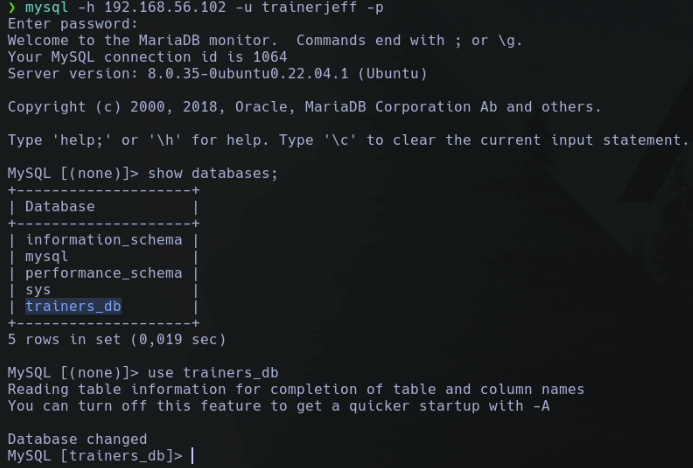 ❯ mysql -h 192.168.56.102 -u trainerjeff -p
Enter password:
Welcome to the MariaDB monitor.  Commands end with ; or \g.
Your MySQL connection id is 1064
Server version: 8.0.35-0ubuntu0.22.04.1 (Ubuntu)

Copyright (c) 2000, 2018, Oracle, MariaDB Corporation Ab and others.

Type 'help;' or '\h' for help. Type '\c' to clear the current input statement.

MySQL [(none)]> show databases;
+--------------------+
| Database           |
+--------------------+
| information_schema |
| mysql              |
| performance_schema |
| sys                |
| trainers_db        |
+--------------------+
5 rows in set (0,019 sec)

MySQL [(none)]> use trainers_db
Reading table information for completion of table and column names
You can turn off this feature to get a quicker startup with -A

Database changed
MySQL [trainers_db]>